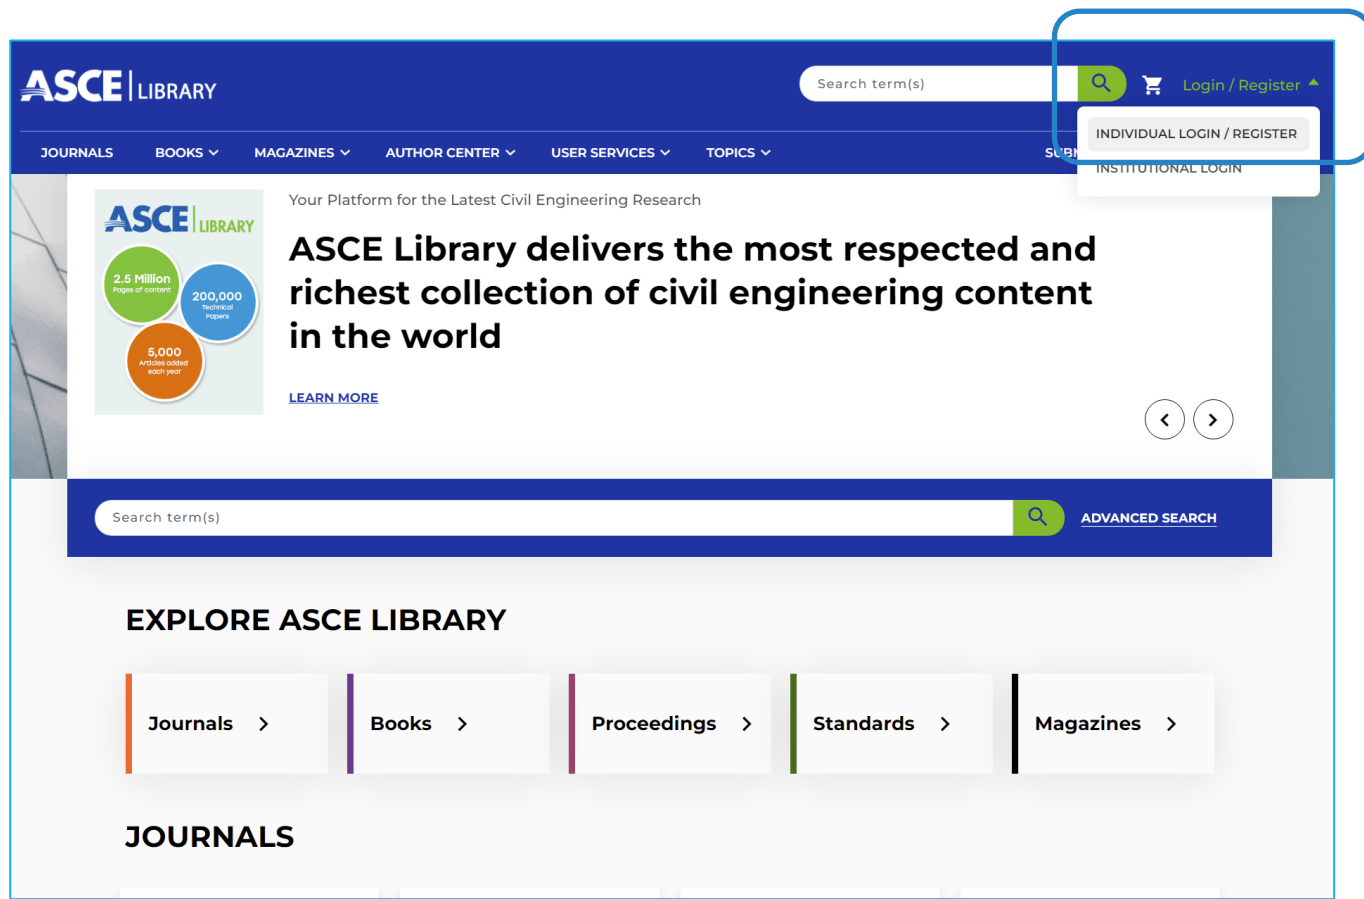 ASCE LIBRARY
Search term(s)
Login / Register
INDIVIDUAL LOGIN / REGISTER
INSTITUTIONAL LOGIN
JOURNALS BOOKS MAGAZINES AUTHOR CENTER USER SERVICES TOPICS
ASCE LIBRARY
2.5 Million
Pages of content
200,000
Technical
Papers
5,000
Articles added
each year
Your Platform for the Latest Civil Engineering Research
ASCE Library delivers the most respected and
richest collection of civil engineering content
in the world
LEARN MORE
Search term(s)
ADVANCED SEARCH
EXPLORE ASCE LIBRARY
Journals Books Proceedings Standards Magazines
JOURNALS